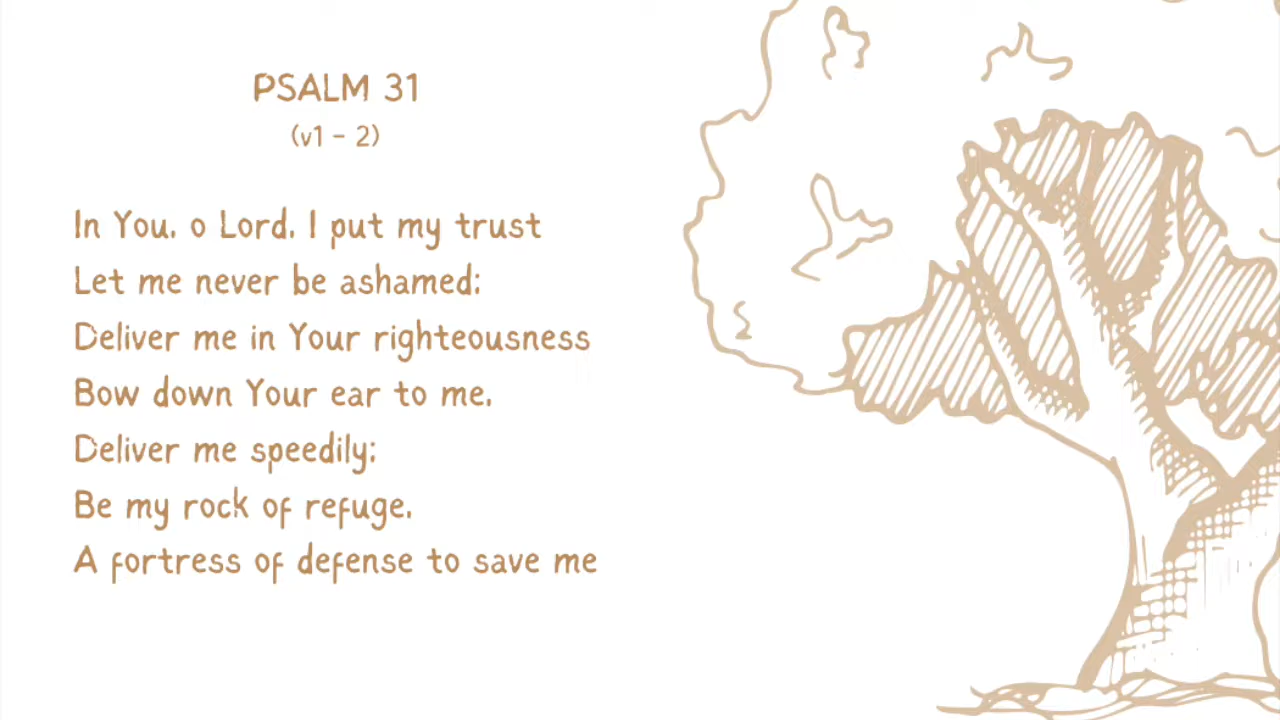 PSALM 31
(v1 - 2)
In You, o Lord, I put my trust
Let me never be ashamed;
Deliver me in Your righteousness
Bow down Your ear to me,
Deliver me speedily;
Be my rock of refuge,
A fortress of defense to save me